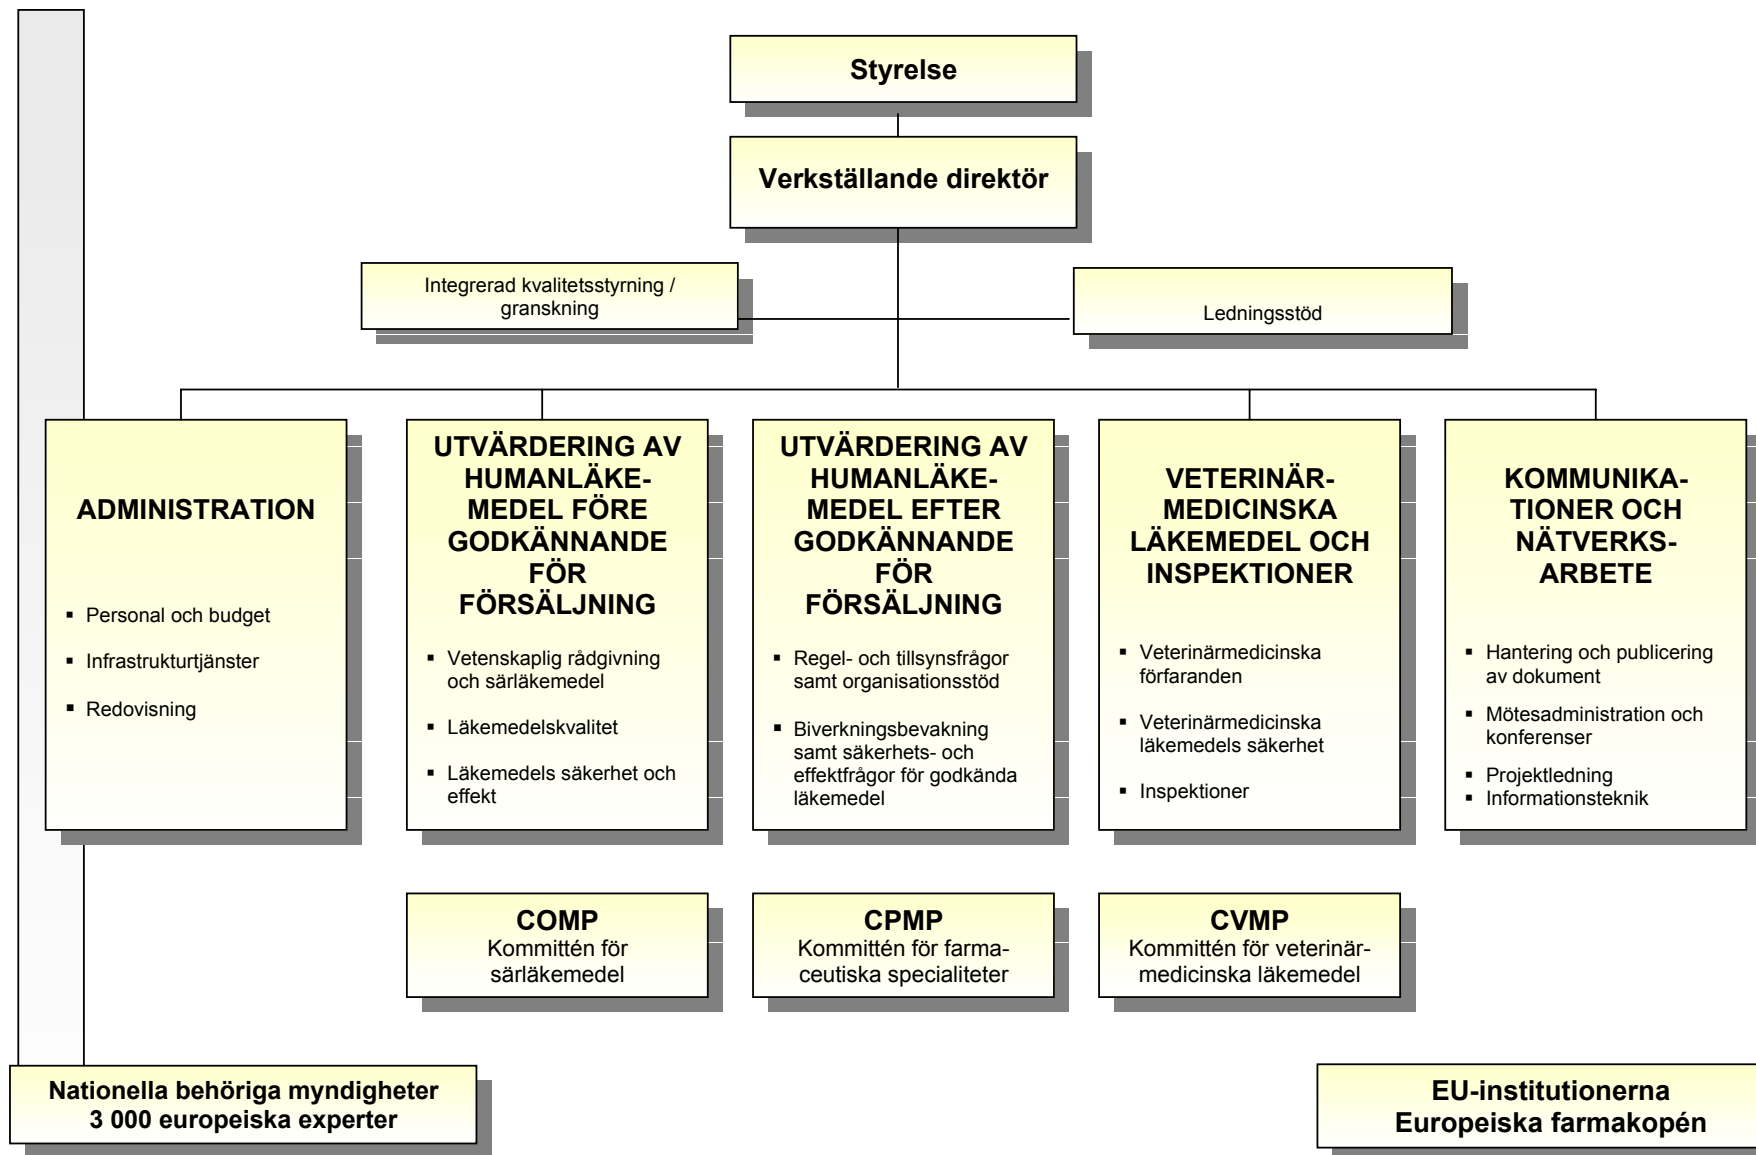 Styrelse
Verkställande direktör
Integrerad kvalitetsstyrning /
granskning
Ledningsstöd
ADMINISTRATION
▪ Personal och budget
▪ Infrastrukturtjänster
▪ Redovisning
UTVÄRDERING AV
HUMANLÄKE-
MEDEL FÖRE
GODKÄNNANDE
FÖR
FÖRSÄLJNING
▪ Vetenskaplig rådgivning
och särläkemedel
▪ Läkemedelskvalitet
▪ Läkemedels säkerhet och
effekt
UTVÄRDERING AV
HUMANLÄKE-
MEDEL EFTER
GODKÄNNANDE
FÖR
FÖRSÄLJNING
▪ Regel- och tillsynsfrågor
samt organisationsstöd
▪ Biverkningsbevakning
samt säkerhets- och
effektfrågor för godkända
läkemedel
VETERINÄR-
MEDICINSKA
LÄKEMEDEL OCH
INSPEKTIONER
▪ Veterinärmedicinska
förfaranden
▪ Veterinärmedicinska
läkemedels säkerhet
▪ Inspektioner
KOMMUNIKA-
TIONER OCH
NÄTVERKS-
ARBETE
▪ Hantering och publicering
av dokument
▪ Mötesadministration och
konferenser
▪ Projektledning
▪ Informationsteknik
COMP
Kommittén för
särläkemedel
CPMP
Kommittén för farma-
ceutiska specialiteter
CVMP
Kommittén för veterinär-
medicinska läkemedel
Nationella behöriga myndigheter
3 000 europeiska experter
EU-institutionerna
Europeiska farmakopén